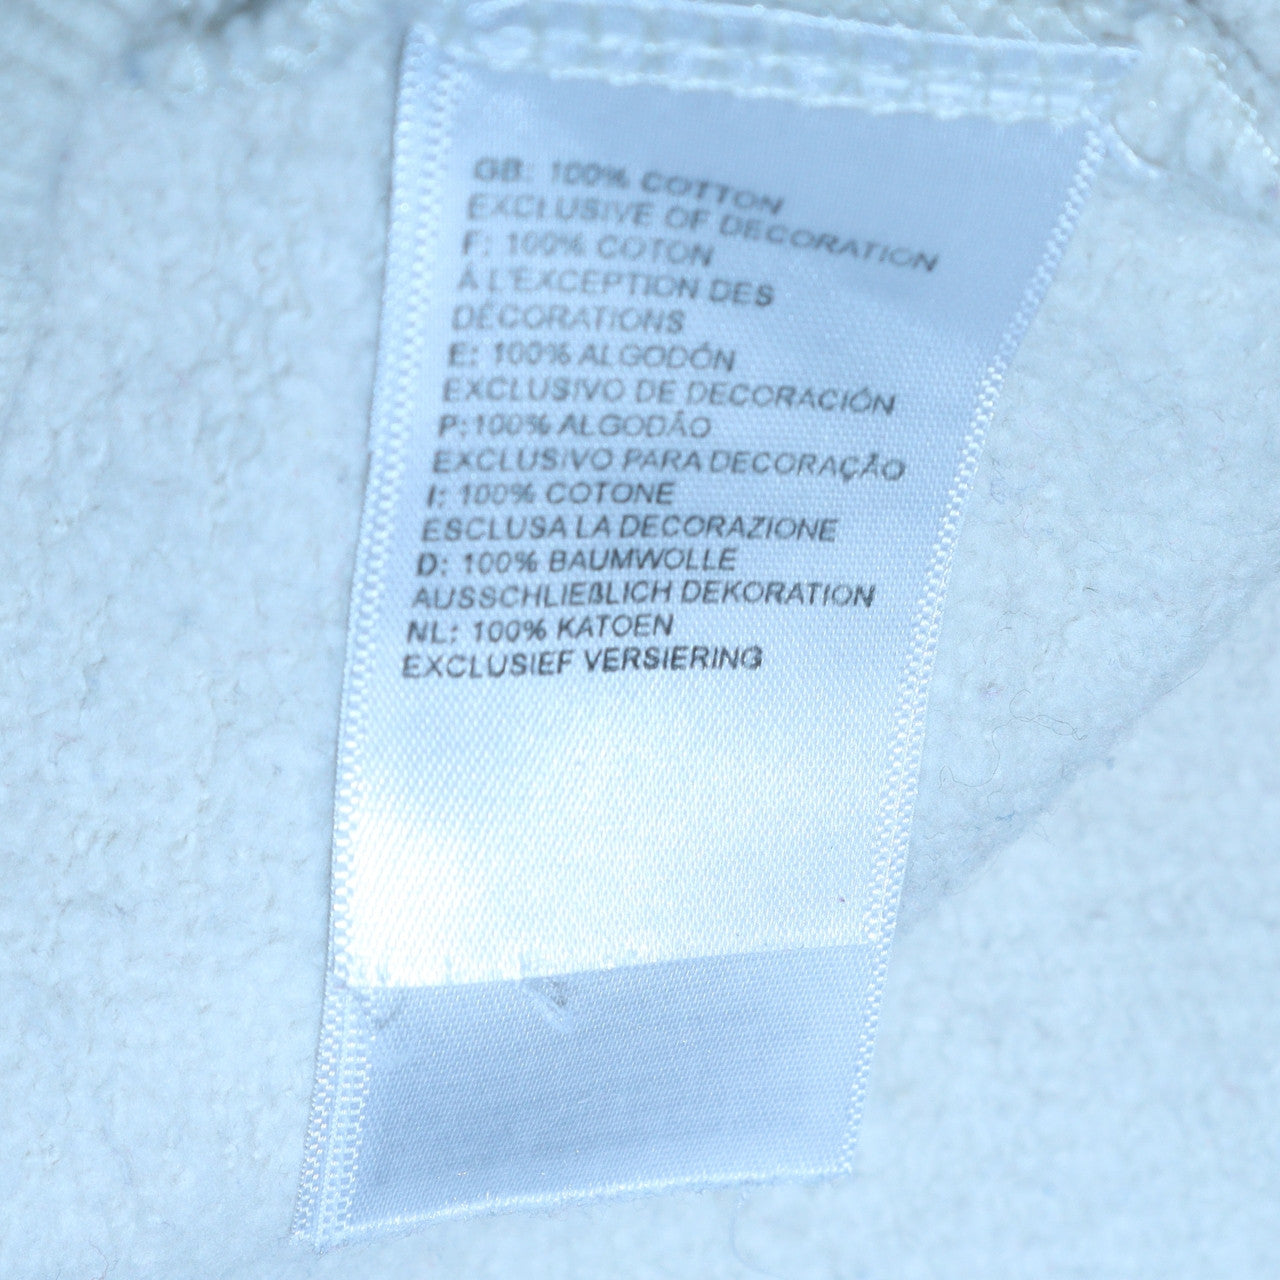 GB: 100% COTTON
EXCLUSIVE OF DECORATION
F: 100% COTON
À L'EXCEPTION DES
DÉCORATIONS
E: 100% ALGODÓN
EXCLUSIVO DE DECORACIÓN
P:100% ALGODÃO
EXCLUSIVO PARA DECORAÇÃO
I: 100% COTONE
ESCLUSA LA DECORAZIONE
D: 100% BAUMWOLLE
AUSSCHLIEßLICH DEKORATION
NL: 100% KATOEN
EXCLUSIEF VERSIERING